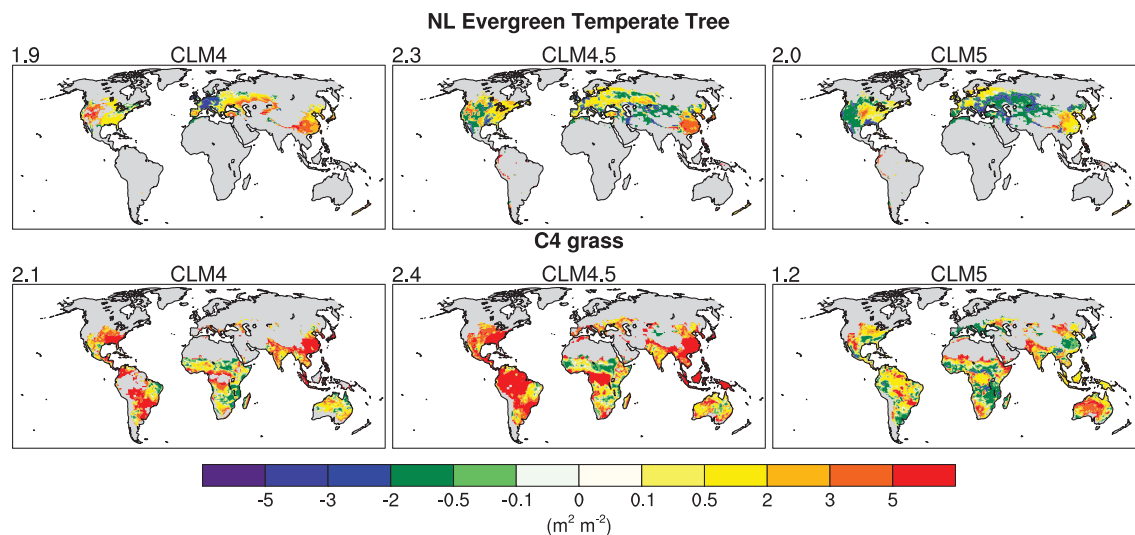 NL Evergreen Temperate Tree
1.9 CLM4 2.3 CLM4.5 2.0 CLM5
C4 grass
2.1 CLM4 2.4 CLM4.5 1.2 CLM5
-5 -3 -2 -0.5 -0.1 0 0.1 0.5 2 3 5
(m² m⁻²)